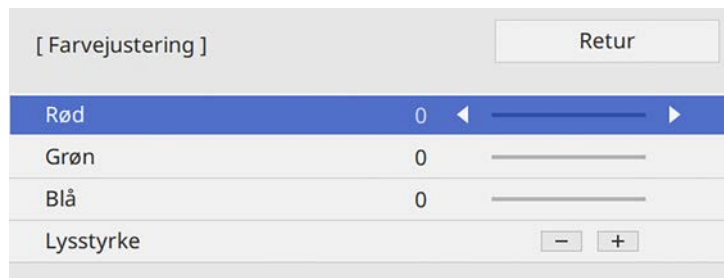 [ Farvejustering ]
Retur
Rød 0
Grøn 0
Blå 0
Lysstyrke − +